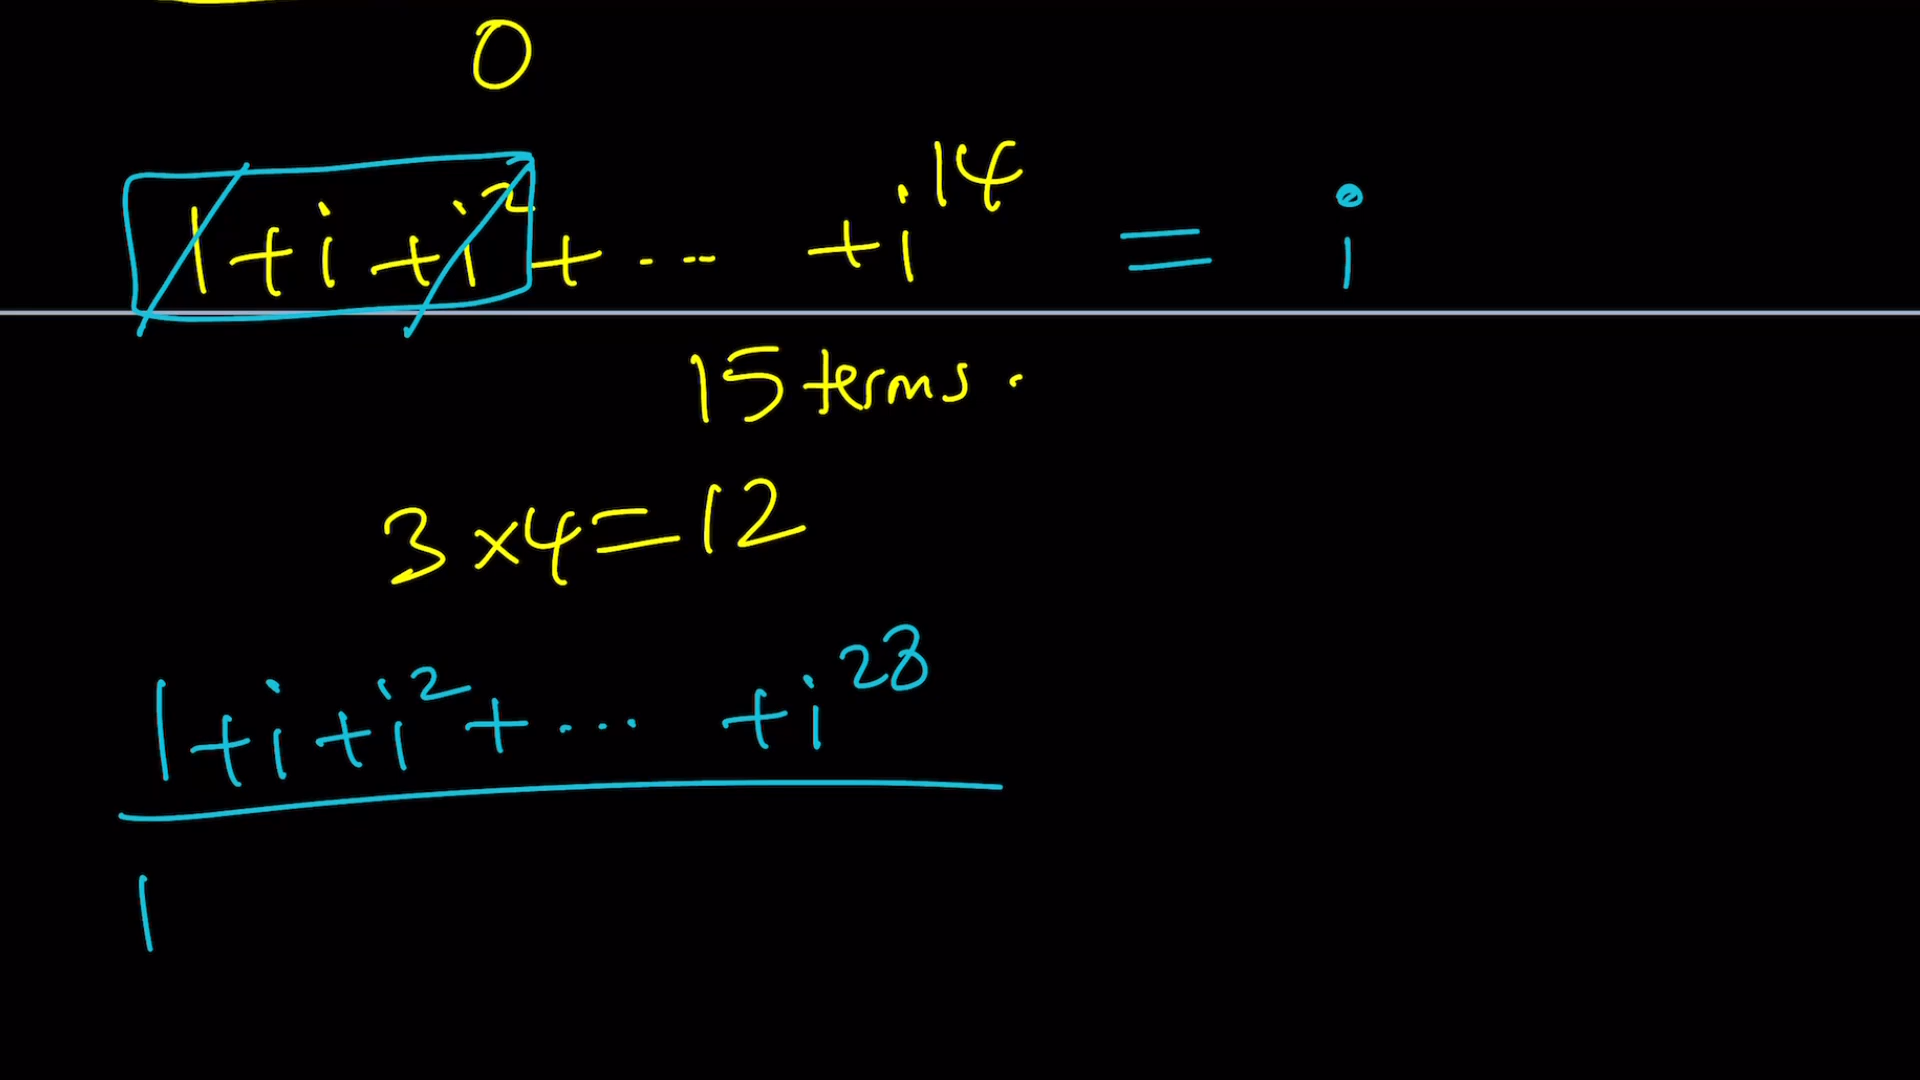 0
1 + i + i² + ... + i¹⁴ = i
15 terms.
3 × 4 = 12
1 + i + i² + ... + i²⁸
1